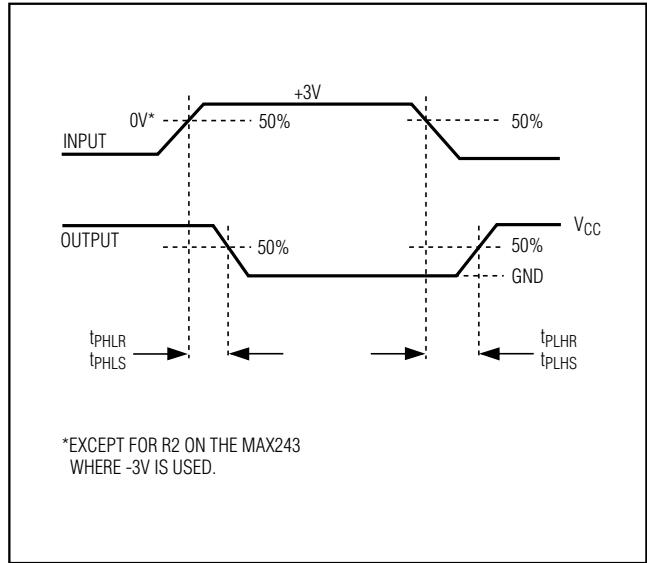 +3V
0V* 50% 50%
INPUT
VCC
OUTPUT
50% 50%
GND
tPHLR tPLHR
tPHLS tPLHS
*EXCEPT FOR R2 ON THE MAX243
WHERE -3V IS USED.